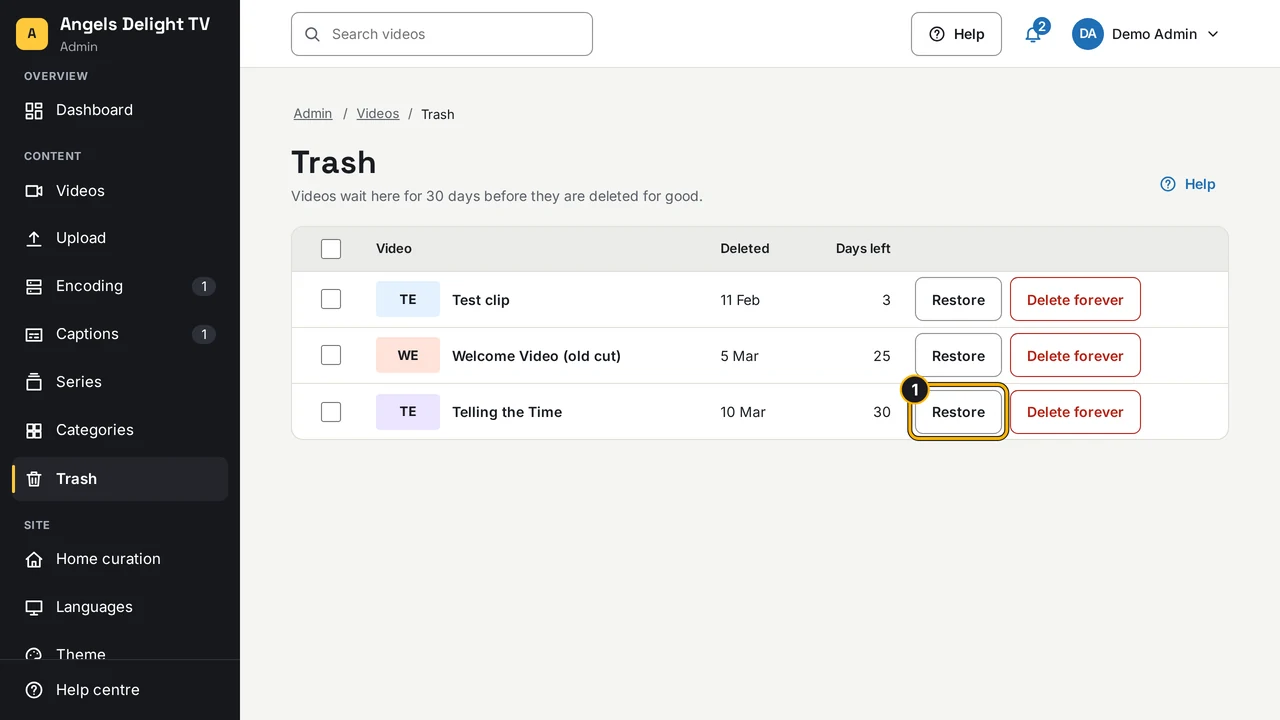 A
Angels Delight TV
Admin
OVERVIEW
Dashboard
CONTENT
Videos
Upload
Encoding 1
Captions 1
Series
Categories
Trash
SITE
Home curation
Languages
Theme
Help centre
Search videos
Help
2
DA
Demo Admin
Admin / Videos / Trash
Trash
Videos wait here for 30 days before they are deleted for good.
Help
Video Deleted Days left
TE Test clip 11 Feb 3 Restore Delete forever
WE Welcome Video (old cut) 5 Mar 25 Restore Delete forever
1
TE Telling the Time 10 Mar 30 Restore Delete forever